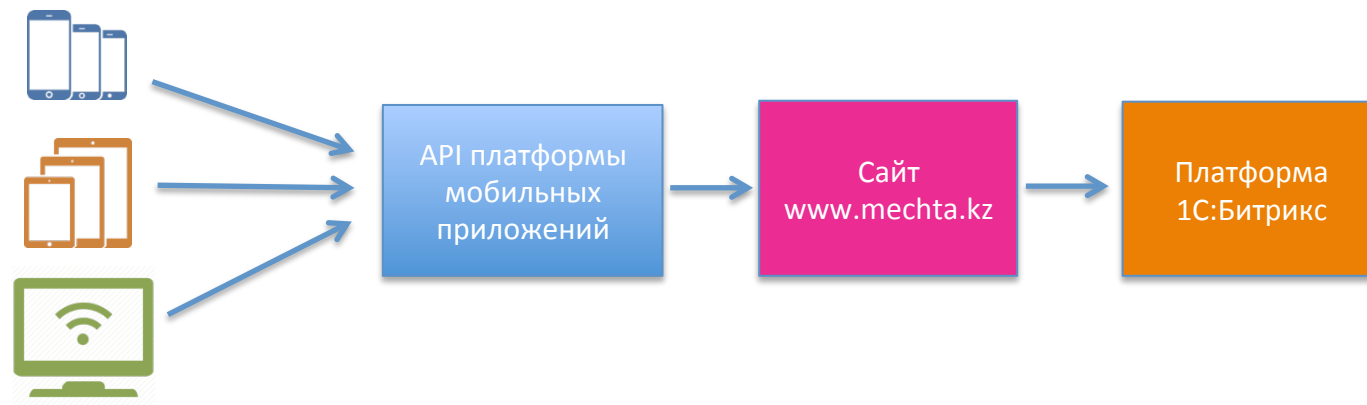 API платформы
мобильных
приложений
Сайт
www.mechta.kz
Платформа
1С:Битрикс